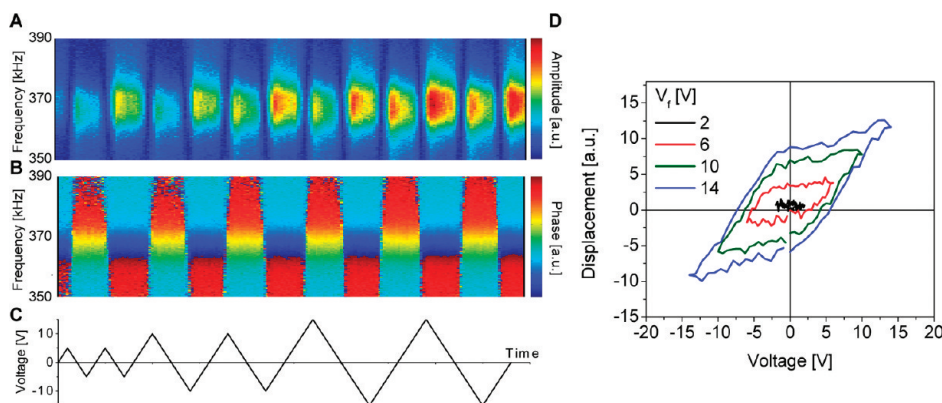 A
390
370
350
Frequency [kHz]
Amplitude [a.u.]
B
390
370
350
Frequency [kHz]
Phase [a.u.]
C
10
0
-10
Voltage [V]
Time
D
15
10
5
0
-5
-10
-15
Displacement [a.u.]
Vf [V]
2
6
10
14
-20 -15 -10 -5 0 5 10 15 20
Voltage [V]